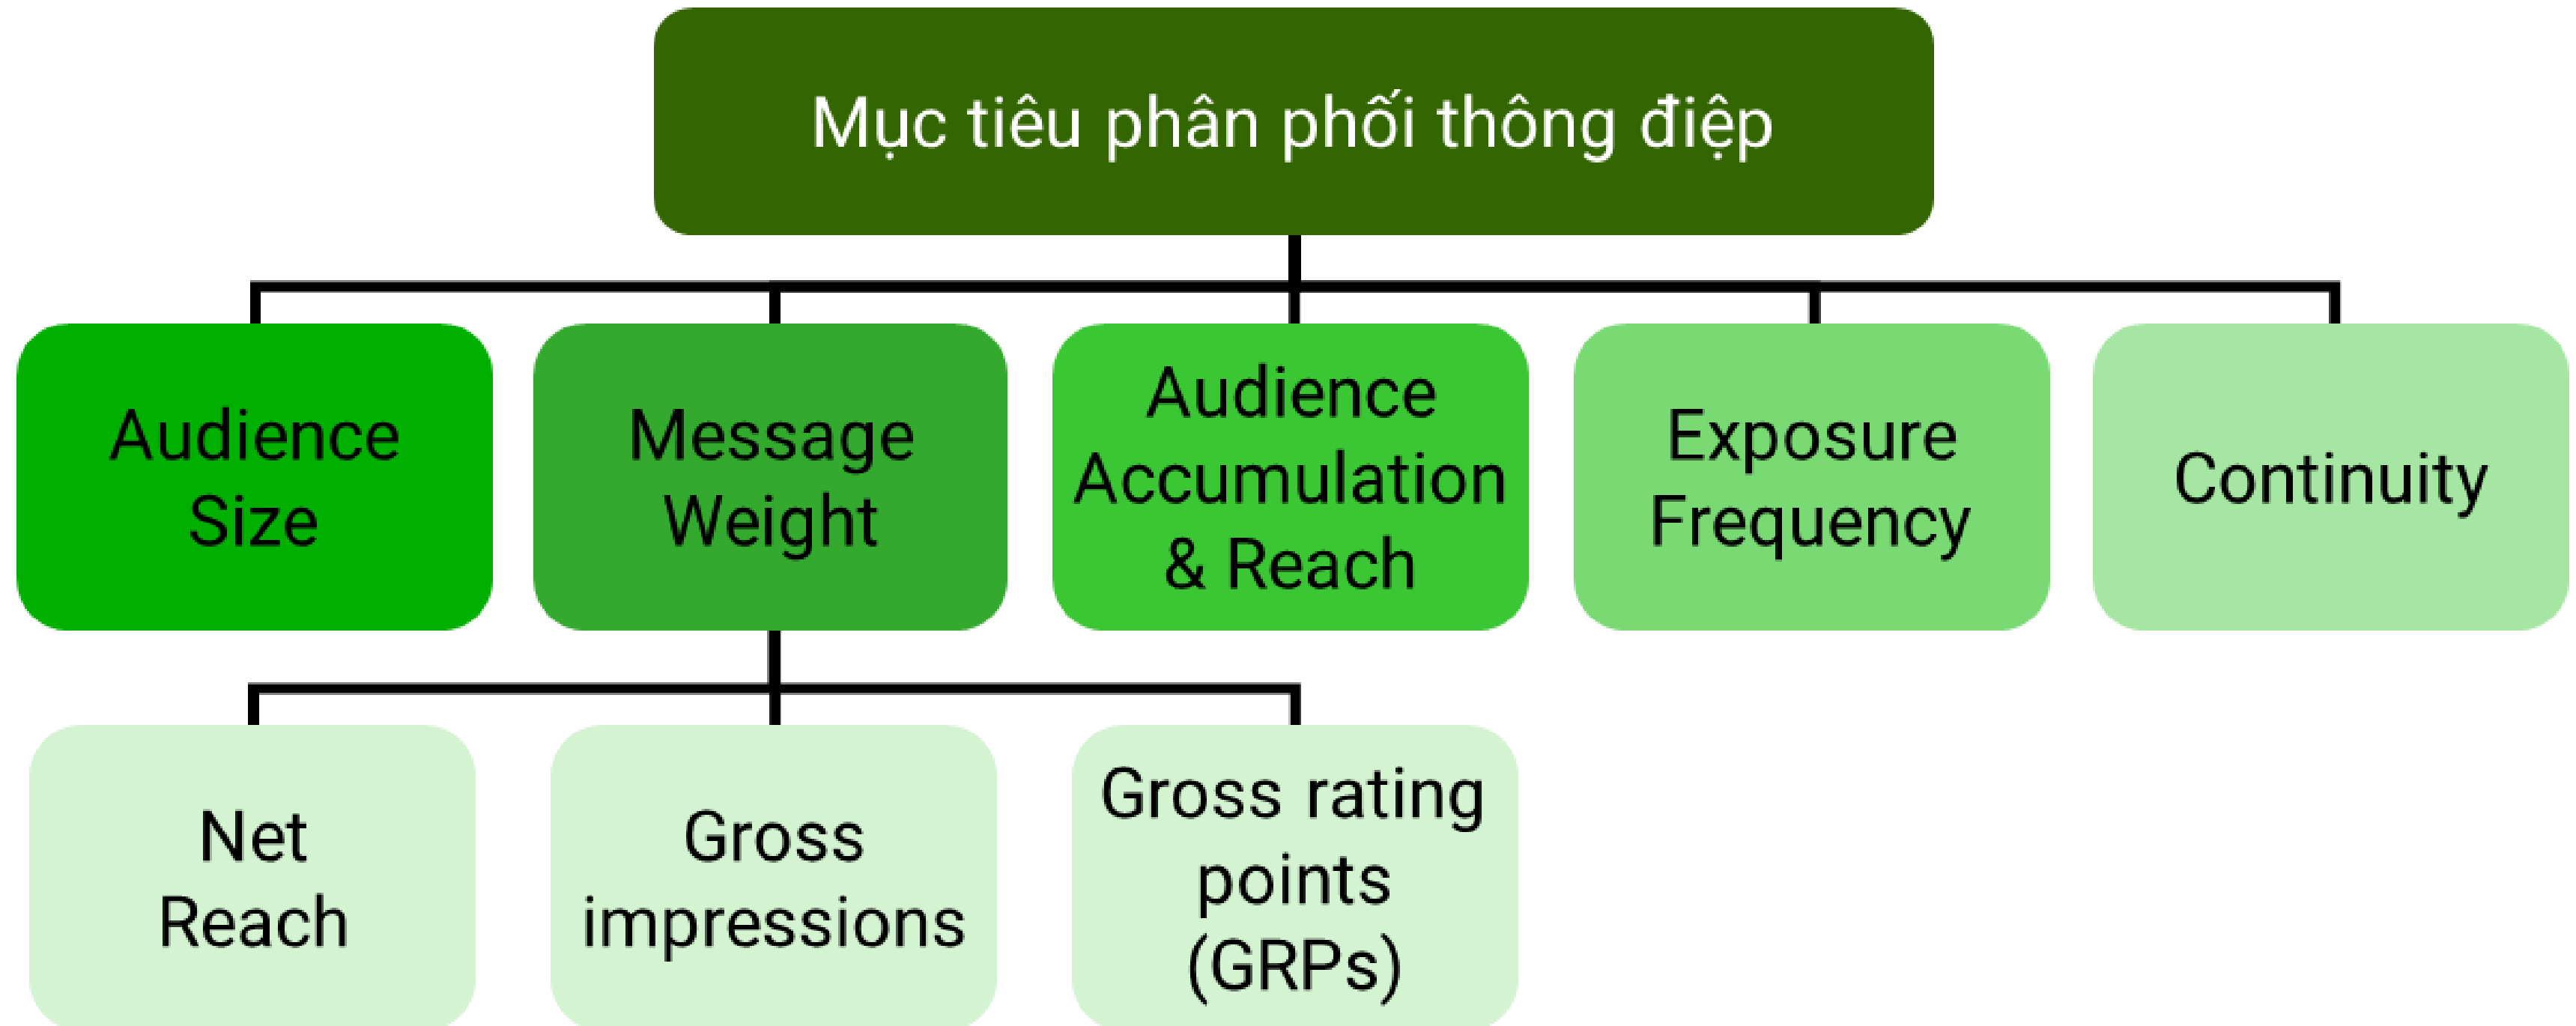 Mục tiêu phân phối thông điệp
Audience
Size
Message
Weight
Audience
Accumulation
& Reach
Exposure
Frequency
Continuity
Net
Reach
Gross
impressions
Gross rating
points
(GRPs)